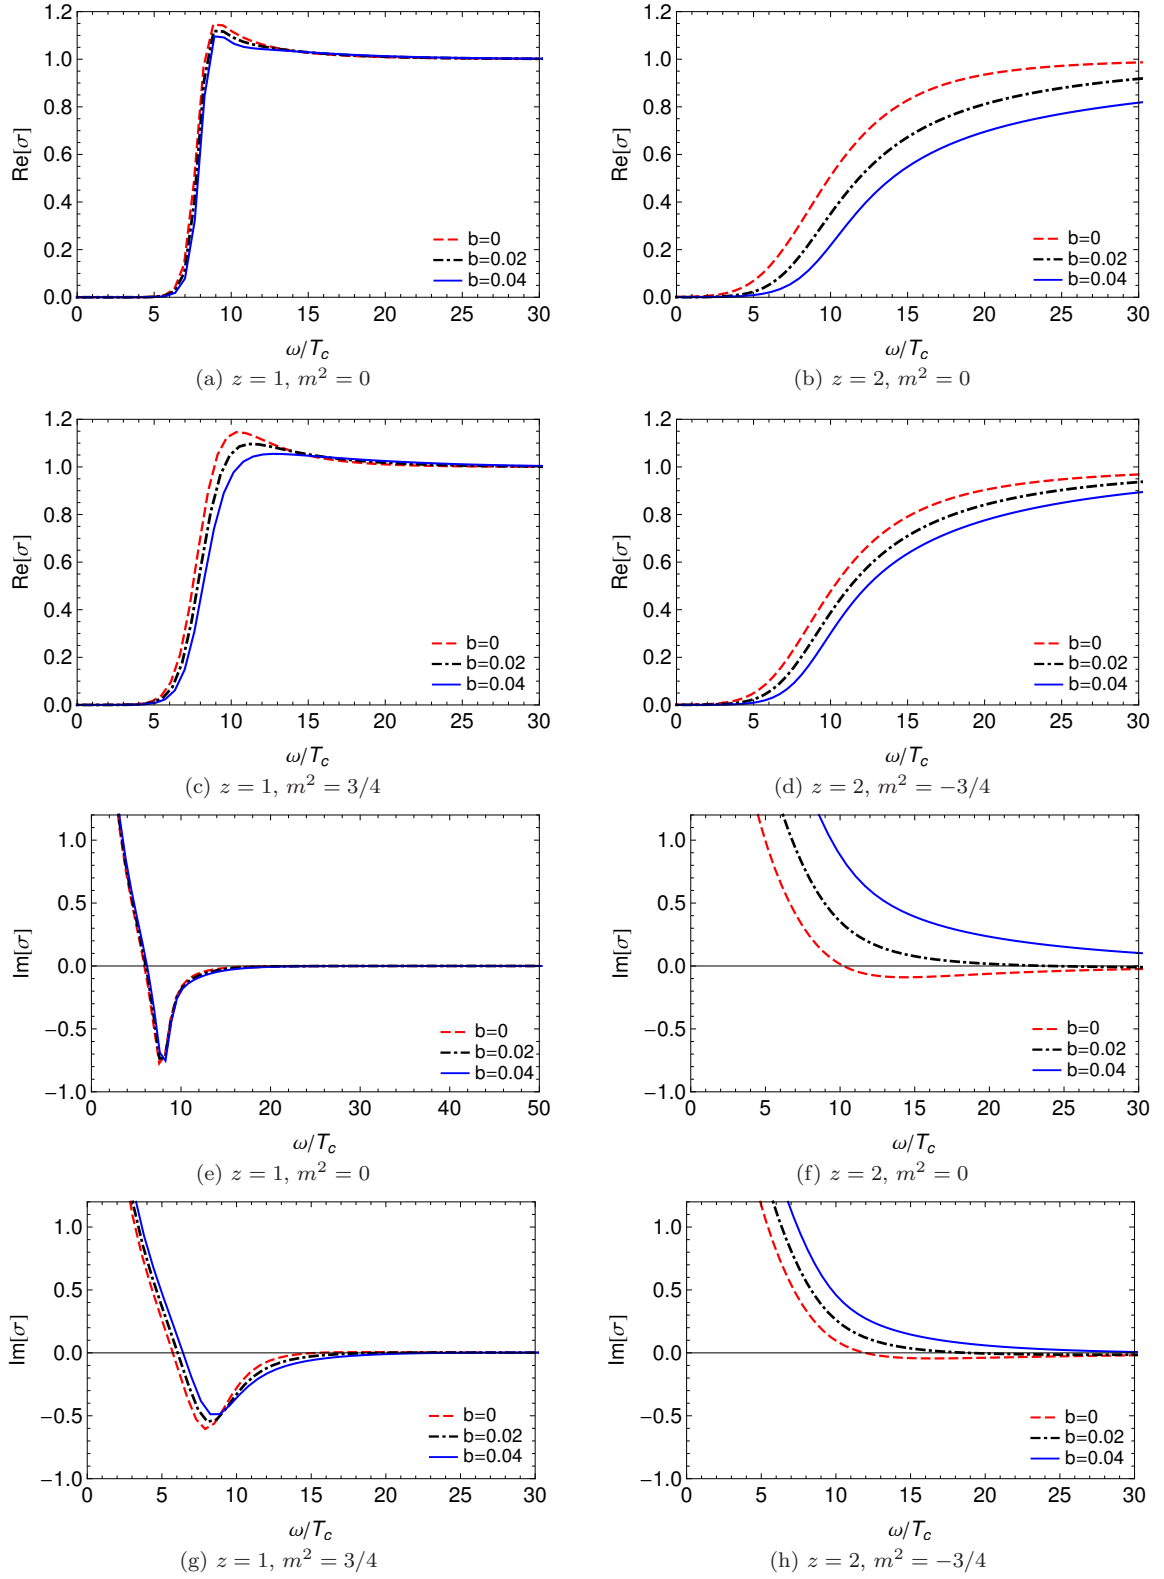 1.2
1.0
0.8
0.6
0.4
0.2
0.0
Re[σ]
b=0
b=0.02
b=0.04
0 5 10 15 20 25 30
ω/Tc
(a) z = 1, m² = 0
1.2
1.0
0.8
0.6
0.4
0.2
0.0
Re[σ]
b=0
b=0.02
b=0.04
0 5 10 15 20 25 30
ω/Tc
(b) z = 2, m² = 0
1.2
1.0
0.8
0.6
0.4
0.2
0.0
Re[σ]
b=0
b=0.02
b=0.04
0 5 10 15 20 25 30
ω/Tc
(c) z = 1, m² = 3/4
1.2
1.0
0.8
0.6
0.4
0.2
0.0
Re[σ]
b=0
b=0.02
b=0.04
0 5 10 15 20 25 30
ω/Tc
(d) z = 2, m² = −3/4
1.0
0.5
0.0
−0.5
−1.0
Im[σ]
b=0
b=0.02
b=0.04
0 10 20 30 40 50
ω/Tc
(e) z = 1, m² = 0
1.0
0.5
0.0
−0.5
−1.0
Im[σ]
b=0
b=0.02
b=0.04
0 5 10 15 20 25 30
ω/Tc
(f) z = 2, m² = 0
1.0
0.5
0.0
−0.5
−1.0
Im[σ]
b=0
b=0.02
b=0.04
0 5 10 15 20 25 30
ω/Tc
(g) z = 1, m² = 3/4
1.0
0.5
0.0
−0.5
−1.0
Im[σ]
b=0
b=0.02
b=0.04
0 5 10 15 20 25 30
ω/Tc
(h) z = 2, m² = −3/4